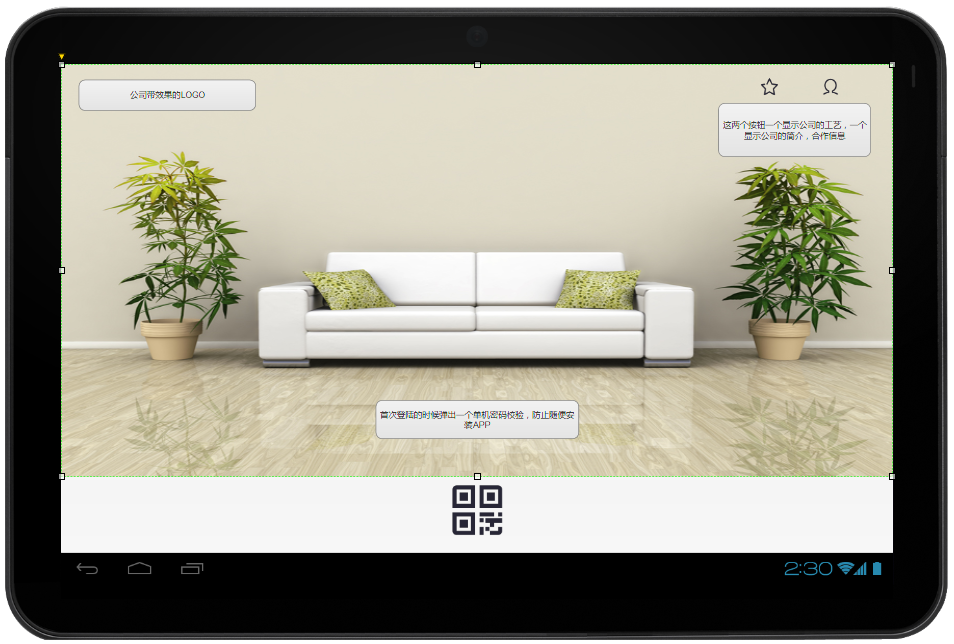 公司带效果的LOGO
这两个按钮一个显示公司的工艺，一个
显示公司的简介，合作信息
首次登陆的时候弹出一个单机密码校验，防止随便安
装APP
2:30